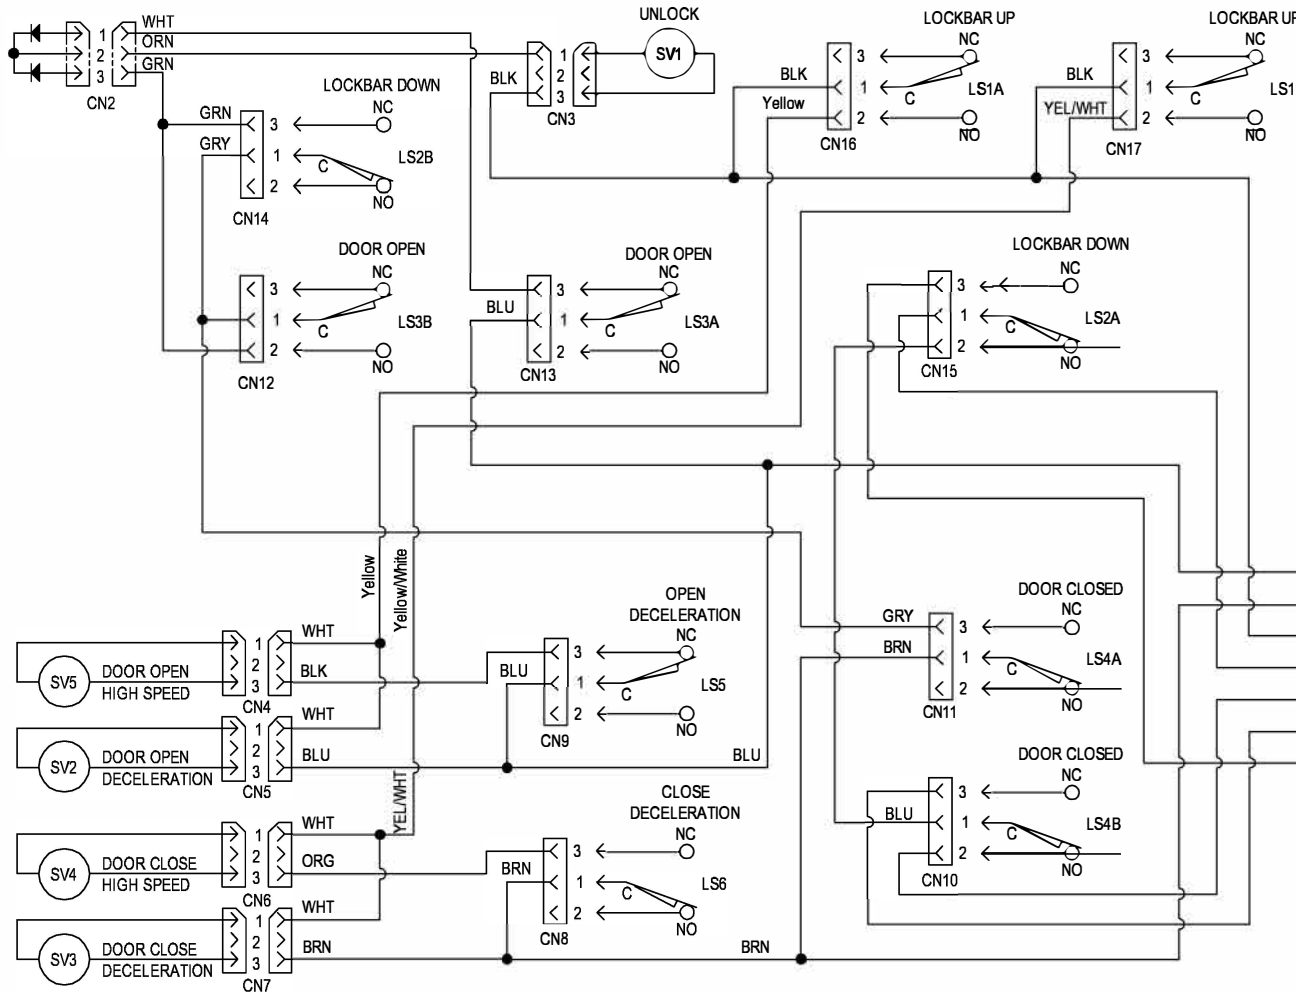 UNLOCK
LOCKBAR UP
LOCKBAR UP
WHT
ORN
GRN
1
2
3
CN2
LOCKBAR DOWN
NC
GRN
GRY
3
1
2
C
LS2B
NO
CN14
BLK
1
2
3
SV1
CN3
NC
BLK
Yellow
3
1
2
C
LS1A
NO
CN16
NC
BLK
YEL/WHT
3
1
2
C
LS1
NO
CN17
DOOR OPEN
NC
3
1
2
C
LS3B
NO
CN12
DOOR OPEN
NC
BLU
3
1
2
C
LS3A
NO
CN13
LOCKBAR DOWN
NC
3
1
2
C
LS2A
NO
CN15
Yellow
Yellow/White
SV5
DOOR OPEN
HIGH SPEED
1
2
3
WHT
BLK
CN4
SV2
DOOR OPEN
DECELERATION
1
2
3
WHT
BLU
CN5
OPEN
DECELERATION
NC
BLU
3
1
2
C
LS5
NO
CN9
BLU
DOOR CLOSED
NC
GRY
BRN
3
1
2
C
LS4A
NO
CN11
YEL/WHT
SV4
DOOR CLOSE
HIGH SPEED
1
2
3
WHT
ORG
CN6
SV3
DOOR CLOSE
DECELERATION
1
2
3
WHT
BRN
CN7
CLOSE
DECELERATION
NC
BRN
3
1
2
C
LS6
NO
CN8
BRN
DOOR CLOSED
NC
BLU
3
1
2
C
LS4B
NO
CN10